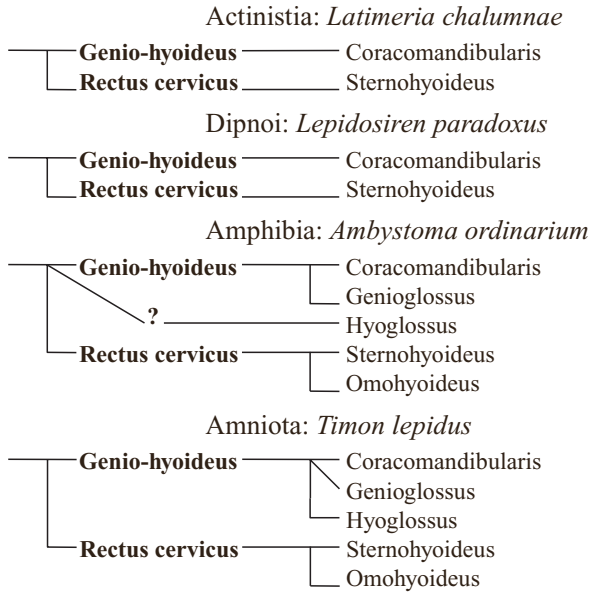 Actinistia: Latimeria chalumnae
Genio-hyoideus Coracomandibularis
Rectus cervicus Sternohyoideus
Dipnoi: Lepidosiren paradoxus
Genio-hyoideus Coracomandibularis
Rectus cervicus Sternohyoideus
Amphibia: Ambystoma ordinarium
Genio-hyoideus Coracomandibularis
Genioglossus
? Hyoglossus
Rectus cervicus Sternohyoideus
Omohyoideus
Amniota: Timon lepidus
Genio-hyoideus Coracomandibularis
Genioglossus
Hyoglossus
Rectus cervicus Sternohyoideus
Omohyoideus